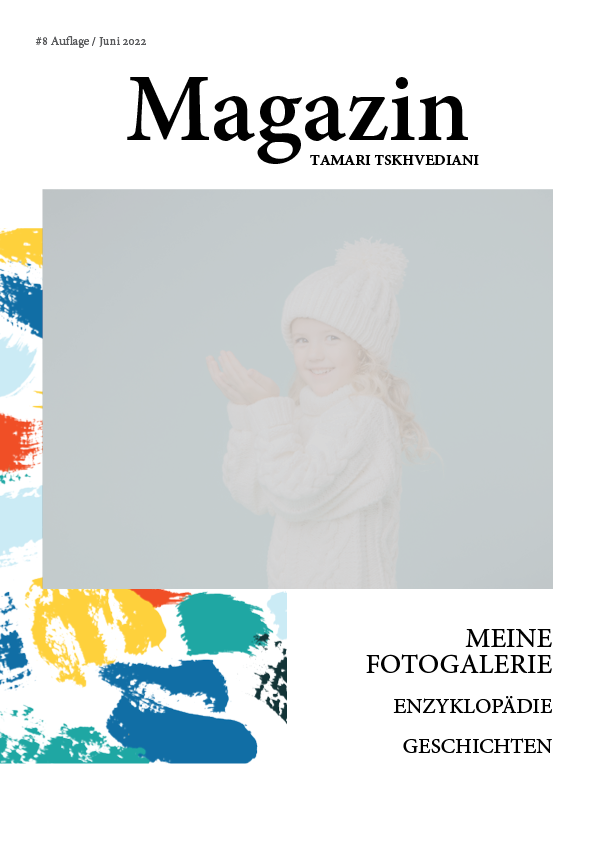 #8 Auflage / Juni 2022
Magazin
TAMARI TSKHVEDIANI
MEINE
FOTOGALERIE
ENZYKLOPÄDIE
GESCHICHTEN